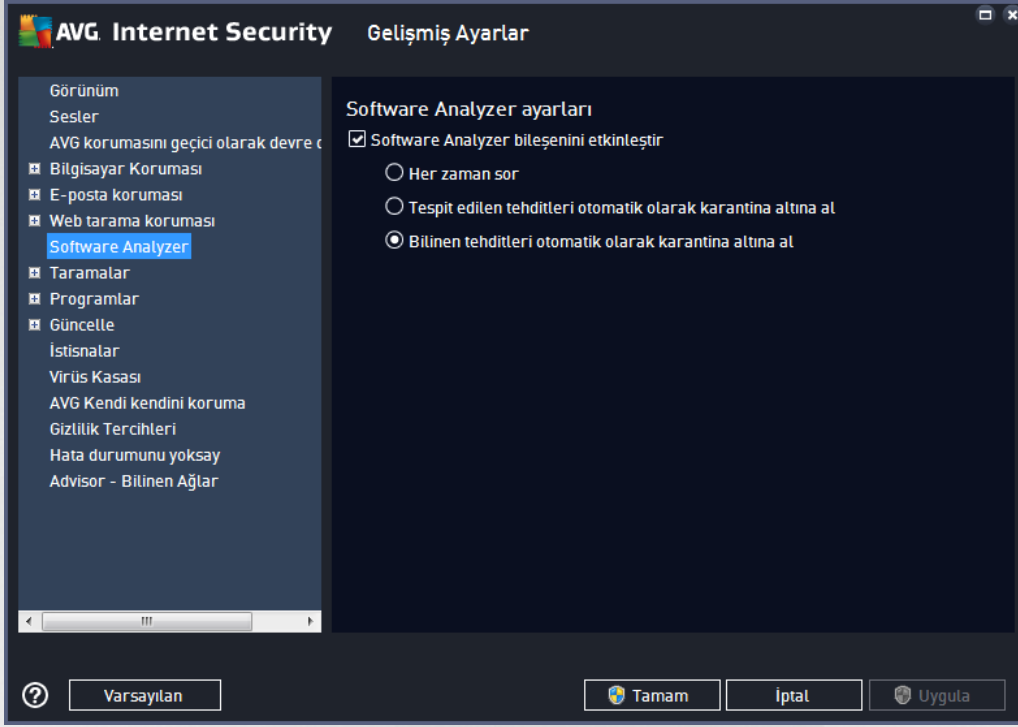 AVG. Internet Security Gelişmiş Ayarlar
Görünüm
Sesler
AVG korumasını geçici olarak devre
Bilgisayar Koruması
E-posta koruması
Web tarama koruması
Software Analyzer
Taramalar
Programlar
Güncelle
İstisnalar
Virüs Kasası
AVG Kendi kendini koruma
Gizlilik Tercihleri
Hata durumunu yoksay
Advisor - Bilinen Ağlar
Software Analyzer ayarları
Software Analyzer bileşenini etkinleştir
Her zaman sor
Tespit edilen tehditleri otomatik olarak karantina altına al
Bilinen tehditleri otomatik olarak karantina altına al
? Varsayılan Tamam İptal Uygula